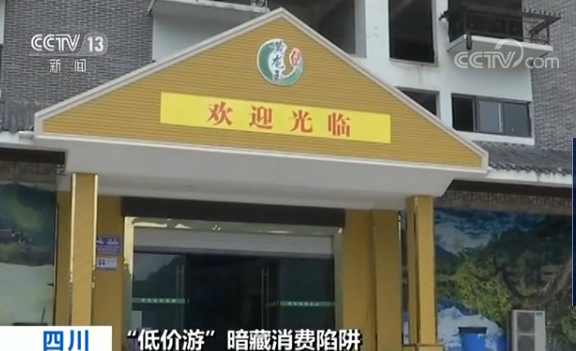 CCTV 13
新闻
CCTV.com
欢迎光临
四川
“低价游”暗藏消费陷阱